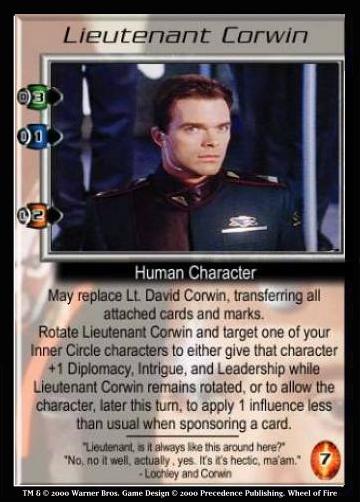 Lieutenant Corwin
3
1
2
Human Character
May replace Lt. David Corwin, transferring all
attached cards and marks.
Rotate Lieutenant Corwin and target one of your
Inner Circle characters to either give that character
+1 Diplomacy, Intrigue, and Leadership while
Lieutenant Corwin remains rotated, or to allow the
character, later this turn, to apply 1 influence less
than usual when sponsoring a card.
"Lieutenant, is it always like this around here?"
"No, no it well, actually , yes. It's it's hectic, ma'am."
- Lochley and Corwin
7
TM & © 2000 Warner Bros. Game Design © 2000 Precedence Publishing. Wheel of Fire